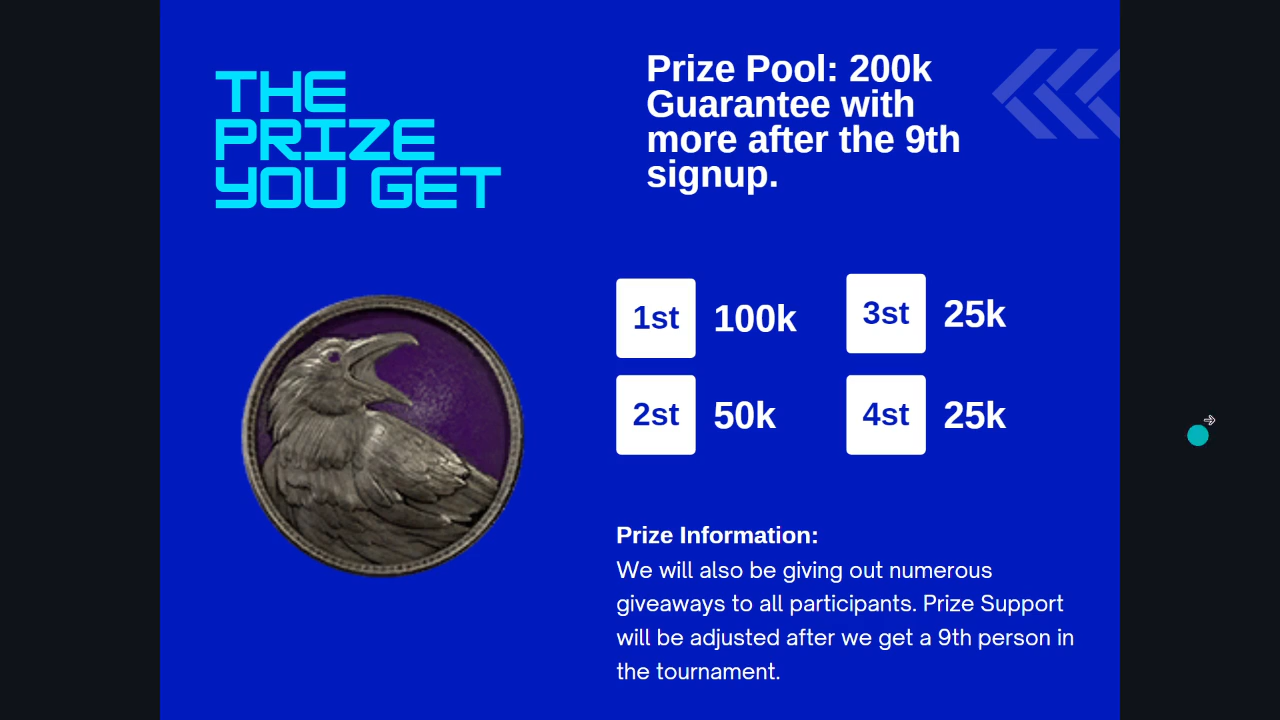 THE
PRIZE
YOU GET
Prize Pool: 200k
Guarantee with
more after the 9th
signup.
1st 100k
3st 25k
2st 50k
4st 25k
Prize Information:
We will also be giving out numerous
giveaways to all participants. Prize Support
will be adjusted after we get a 9th person in
the tournament.